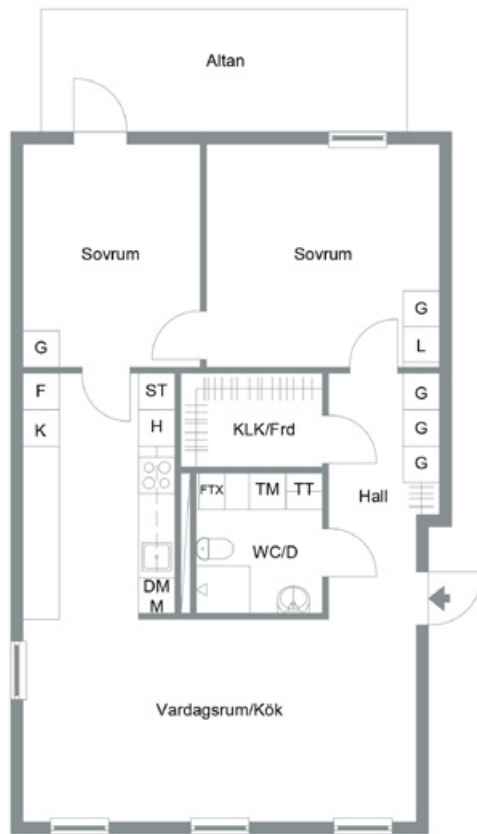 Altan
Sovrum
Sovrum
G
G
L
F
ST
G
K
H
KLK/Frd
G
G
FTX
TM
TT
Hall
WC/D
DM
M
Vardagsrum/Kök